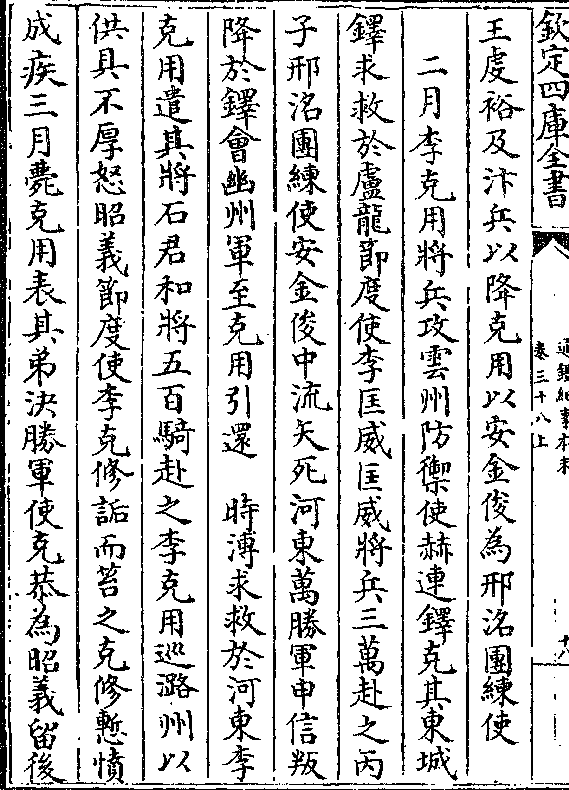 欽定四庫全書
通鑑紀事本末
卷三十八上
十八
王虔裕及汴兵以降克用以安金俊為邢洺團練使
二月李克用將兵攻雲州防禦使赫連鐸克其東城
鐸求救於盧龍節度使李匡威匡威將兵三萬赴之丙
子邢洺團練使安金俊中流矢死河東萬勝軍申信叛
降於鐸會幽州軍至克用引還　時溥求救於河東李
克用遣其將石君和將五百騎赴之李克用巡潞州以
供具不厚怒昭義節度使李克修詬而笞之克修慙憤
成疾三月薨克用表其弟決勝軍使克恭為昭義留後